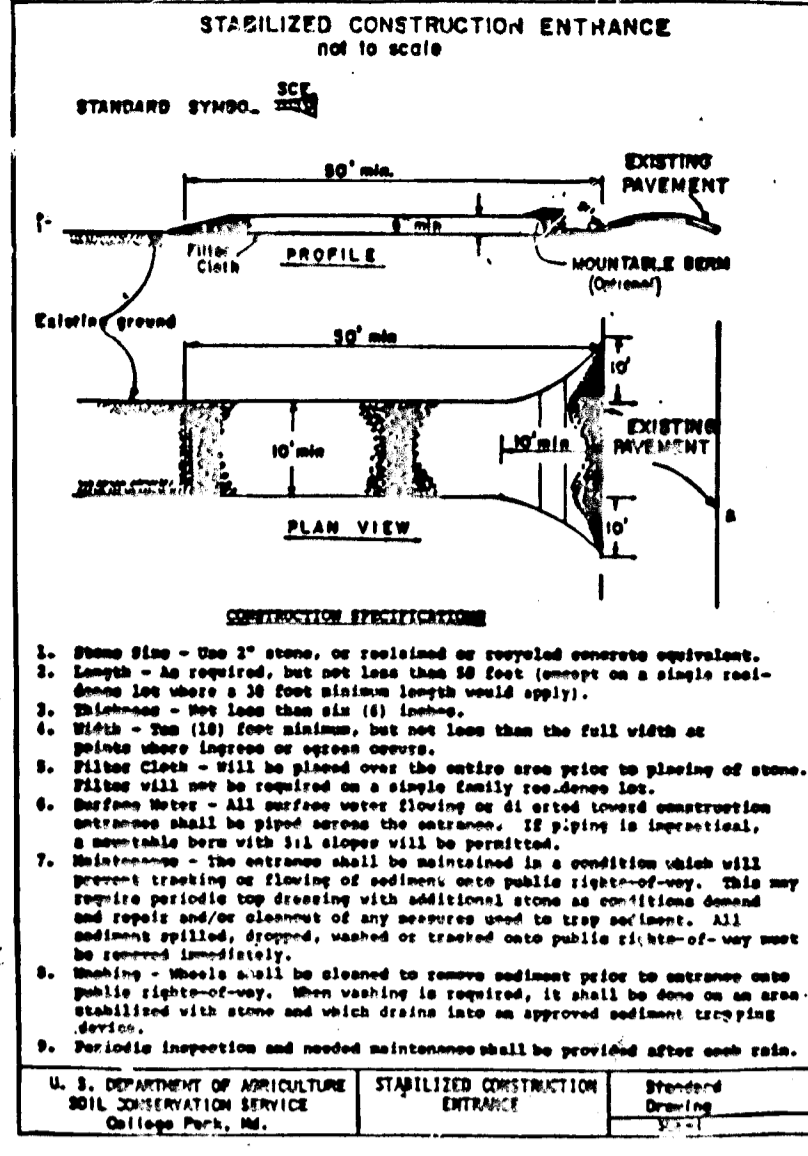 STABILIZED CONSTRUCTION ENTRANCE
not to scale
STANDARD SYMBOL
SCE
50' min.
EXISTING
PAVEMENT
6" min
Filter
Cloth
PROFILE
MOUNTABLE BERM
(Optional)
Existing ground
50' min
10'
10' min
10' min
EXISTING
PAVEMENT
10'
PLAN VIEW
CONSTRUCTION SPECIFICATIONS
1. Stone Size - Use 2" stone, or reclaimed or recycled concrete equivalent.
2. Length - As required, but not less than 50 feet (except on a single resi-
dence lot where a 30 foot minimum length would apply).
3. Thickness - Not less than six (6) inches.
4. Width - Ten (10) foot minimum, but not less than the full width at
points where ingress or egress occurs.
5. Filter Cloth - Will be placed over the entire area prior to placing of stone.
Filter will not be required on a single family residence lot.
6. Surface Water - All surface water flowing or diverted toward construction
entrances shall be piped across the entrance. If piping is impractical,
a mountable berm with 5:1 slopes will be permitted.
7. Maintenance - The entrance shall be maintained in a condition which will
prevent tracking or flowing of sediment onto public rights-of-way. This may
require periodic top dressing with additional stone as conditions demand
and repair and/or cleanout of any measures used to trap sediment. All
sediment spilled, dropped, washed or tracked onto public rights-of-way must
be removed immediately.
8. Washing - Wheels shall be cleaned to remove sediment prior to entrance onto
public rights-of-way. When washing is required, it shall be done on an area
stabilized with stone and which drains into an approved sediment trapping
device.
9. Periodic inspection and needed maintenance shall be provided after each rain.
U. S. DEPARTMENT OF AGRICULTURE
SOIL CONSERVATION SERVICE
College Park, Md.
STABILIZED CONSTRUCTION
ENTRANCE
Standard
Drawing